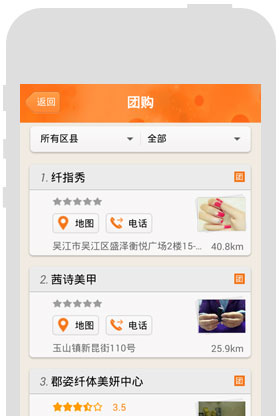 返回
团购
所有区县 全部
1. 纤指秀 团
地图 电话
吴江市吴江区盛泽衡悦广场2楼15-... 40.8km
2. 茜诗美甲 团
地图 电话
玉山镇新昆街110号 25.9km
3. 郡姿纤体美妍中心 团
3.5